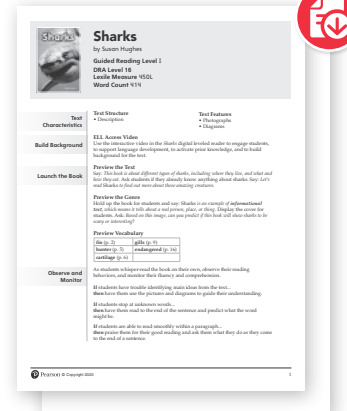 Sharks
Sharks
by Susan Hughes
Guided Reading Level I
DRA Level 16
Lexile Measure 450L
Word Count 414
Text
Characteristics
Text Structure
• Description
Text Features
• Photographs
• Diagrams
Build Background
ELL Access Video
Use the interactive video in the Sharks digital leveled reader to engage students,
to support language development, to activate prior knowledge, and to build
background for the text.
Launch the Book
Preview the Text
Say: This book is about different types of sharks, including where they live, and what and
how they eat. Ask students if they already know anything about sharks. Say: Let's
read Sharks to find out more about these amazing creatures.
Preview the Genre
Hold up the book for students and say: Sharks is an example of informational
text, which means it tells about a real person, place, or thing. Display the cover for
students. Ask: Based on this image, can you predict if this book will show sharks to be
scary or interesting?
Preview Vocabulary
fin (p. 2) gills (p. 9)
hunter (p. 5) endangered (p. 16)
cartilage (p. 6)
Observe and
Monitor
As students whisper-read the book on their own, observe their reading
behaviors, and monitor their fluency and comprehension.
If students have trouble identifying main ideas from the text...
then have them use the pictures and diagrams to guide their understanding.
If students stop at unknown words...
then have them read to the end of the sentence and predict what the word
might be.
If students are able to read smoothly within a paragraph...
then praise them for their good reading and ask them what they do as they come
to the end of a sentence.
Pearson © Copyright 2025 1